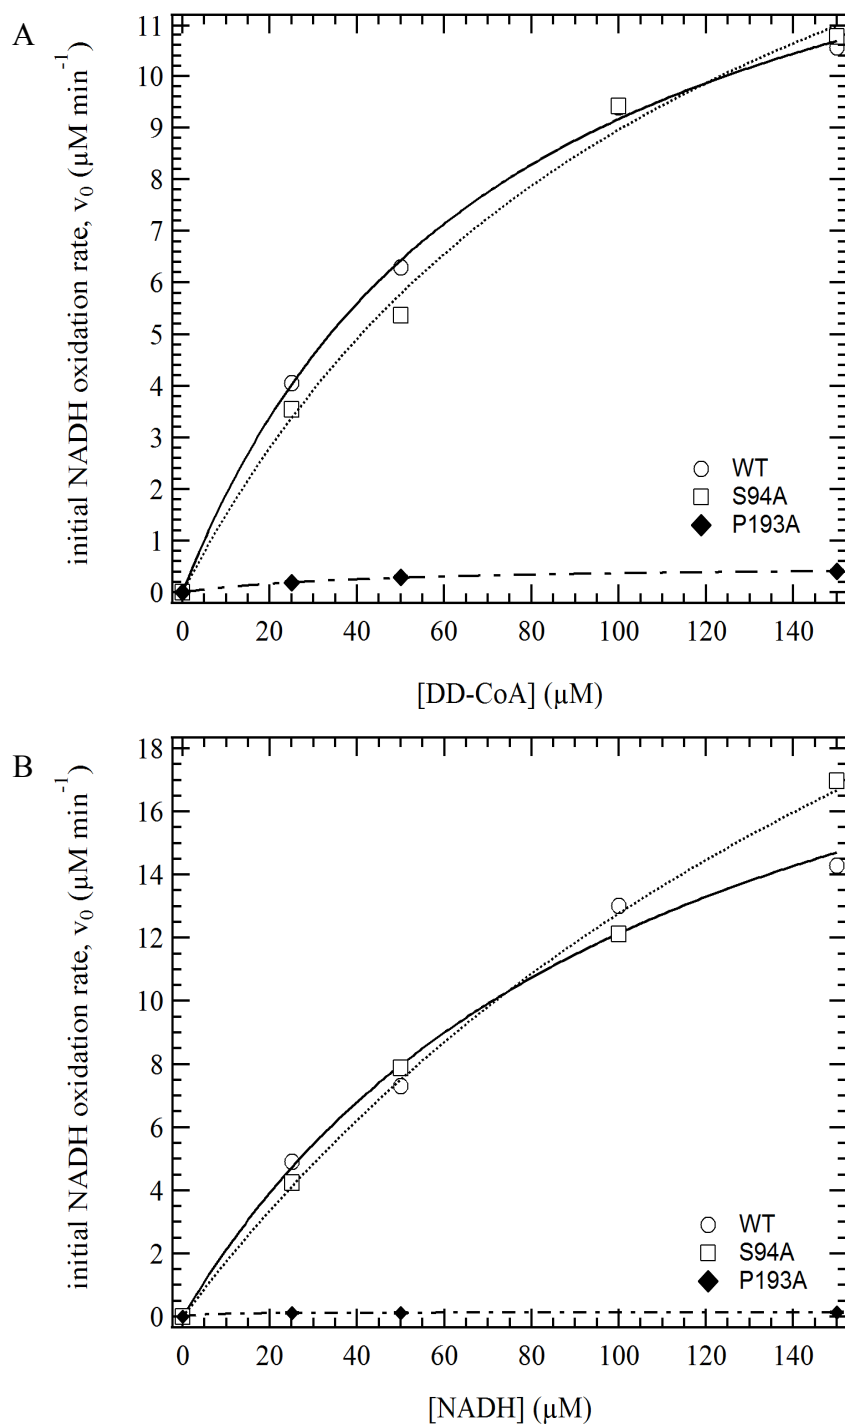 A
initial NADH oxidation rate, v0 (µM min-1)
11
10
9
8
7
6
5
4
3
2
1
0
WT
S94A
P193A
0 20 40 60 80 100 120 140
[DD-CoA] (µM)
B
initial NADH oxidation rate, v0 (µM min-1)
18
16
14
12
10
8
6
4
2
0
WT
S94A
P193A
0 20 40 60 80 100 120 140
[NADH] (µM)